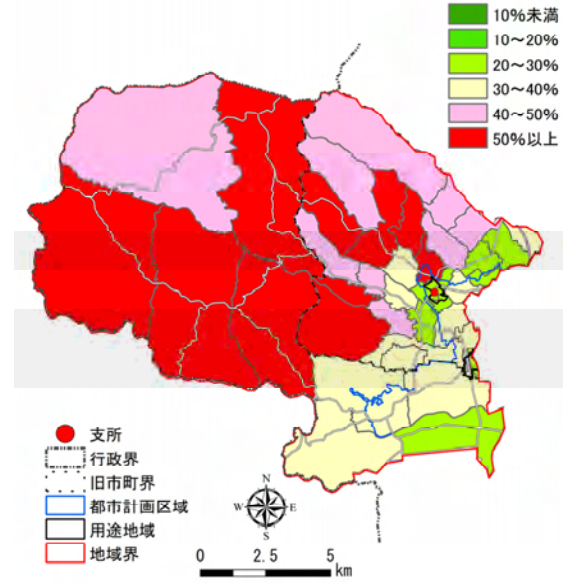 10%未満
10～20%
20～30%
30～40%
40～50%
50%以上
支所
行政界
旧市町界
都市計画区域
用途地域
地域界
N
W E
S
0 2.5 5
km